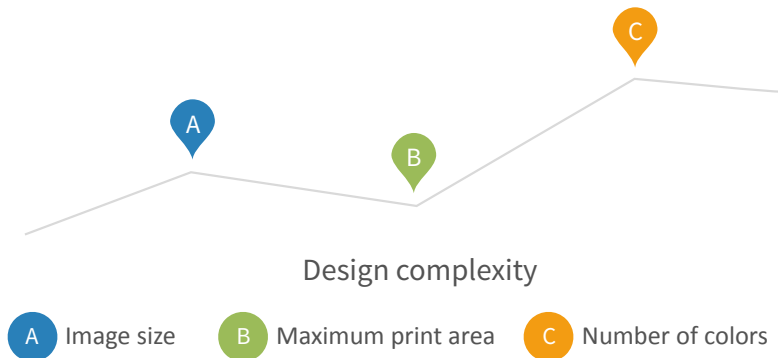 C
A
B
Design complexity
A Image size B Maximum print area C Number of colors